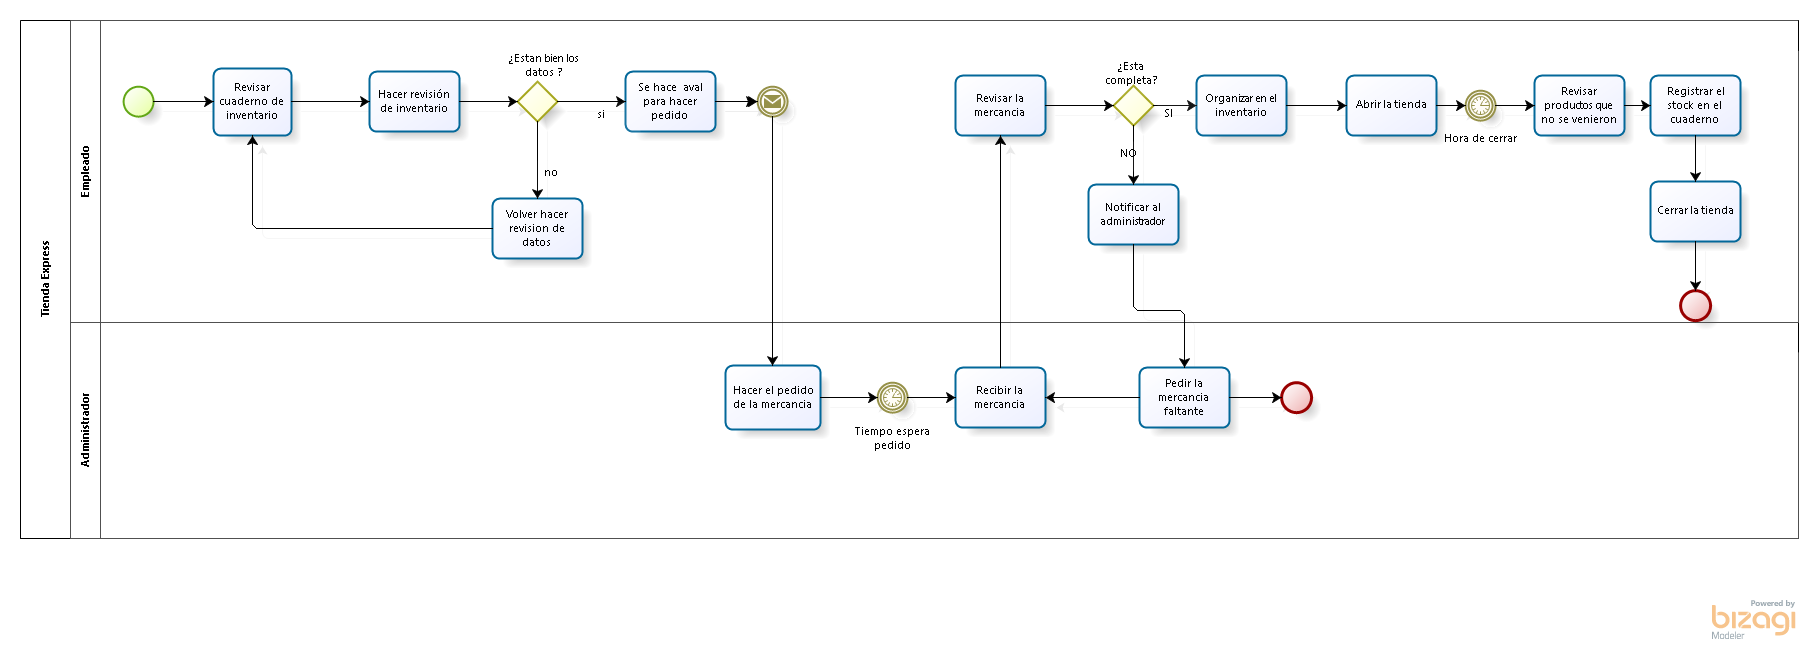 Tienda Express
Empleado
Revisar
cuaderno de
inventario
Hacer revisión
de inventario
¿Estan bien los
datos ?
si
no
Volver hacer
revision de
datos
Se hace aval
para hacer
pedido
Revisar la
mercancia
¿Esta
completa?
SI
NO
Notificar al
administrador
Organizar en el
inventario
Abrir la tienda
Hora de cerrar
Revisar
productos que
no se venieron
Registrar el
stock en el
cuaderno
Cerrar la tienda
Administrador
Hacer el pedido
de la mercancia
Tiempo espera
pedido
Recibir la
mercancia
Pedir la
mercancia
faltante
Powered by
bizagi
Modeler